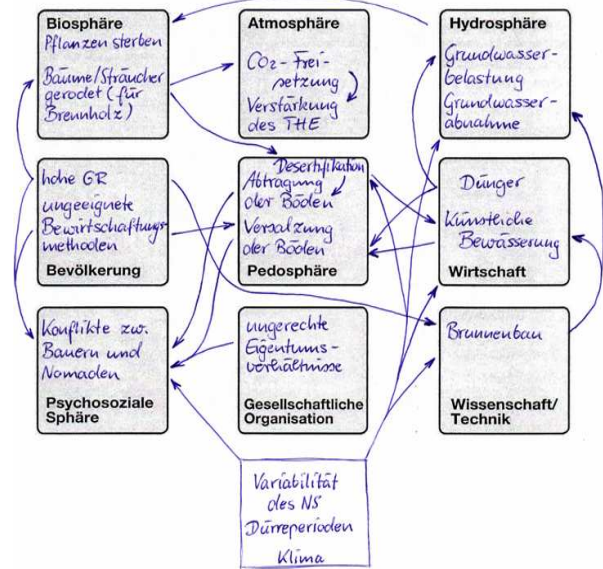 Biosphäre
Pflanzen sterben
Bäume/Sträucher
gerodet (für
Brennholz)
Atmosphäre
CO₂-Frei-
setzung
Verstärkung
des THE
Hydrosphäre
Grundwasser-
belastung
Grundwasser-
abnahme
hohe GR
ungeeignete
Bewirtschaftungs-
methoden
Bevölkerung
Desertifikation
Abtragung
der Böden
Versalzung
der Böden
Pedosphäre
Dünger
Künstliche
Bewässerung
Wirtschaft
Konflikte zw.
Bauern und
Nomaden
Psychosoziale
Sphäre
ungerechte
Eigentums-
verhältnisse
Gesellschaftliche
Organisation
Brunnenbau
Wissenschaft/
Technik
Variabilität
des NS
Dürreperioden
Klima